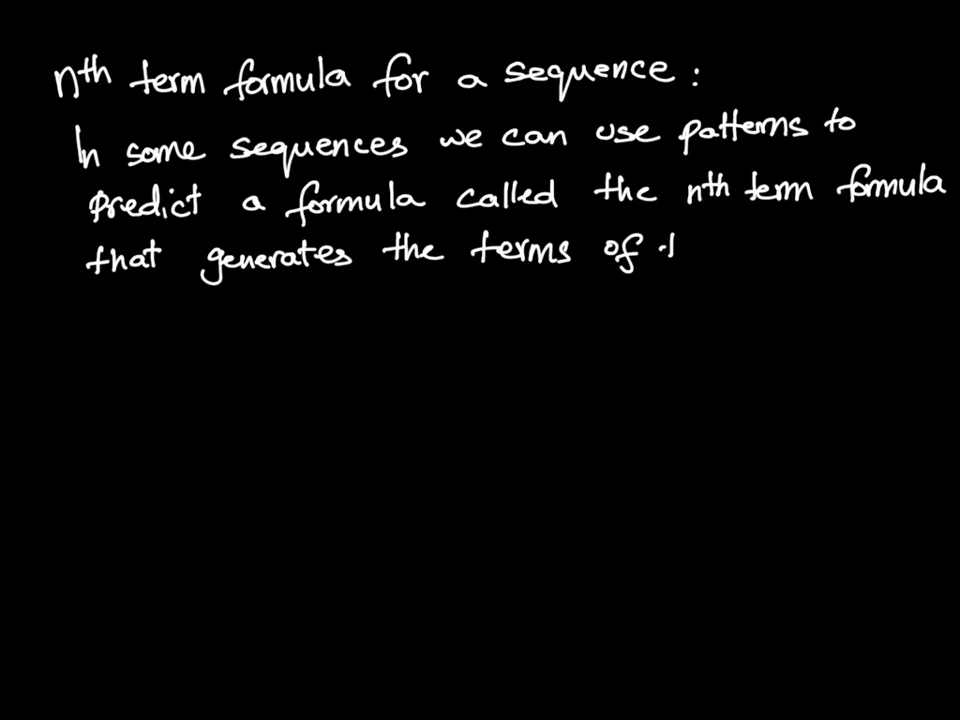 nth term formula for a sequence:
In some sequences we can use patterns to
predict a formula called the nth term formula
that generates the terms of